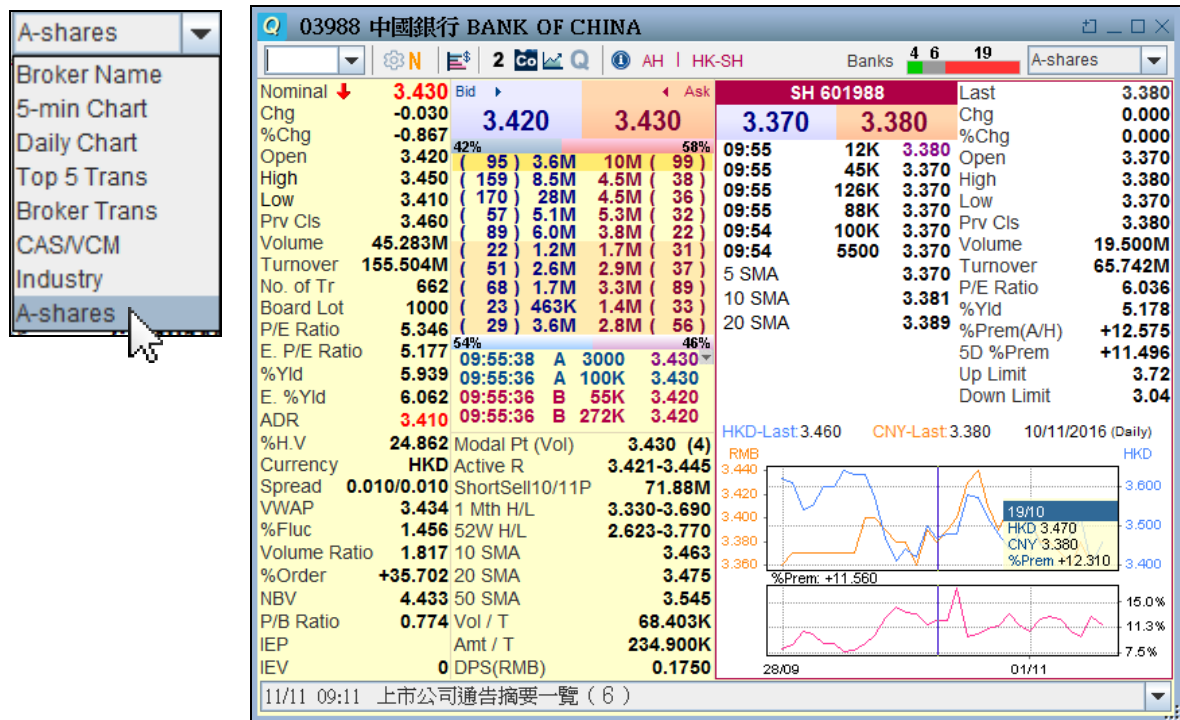 A-shares
Broker Name
5-min Chart
Daily Chart
Top 5 Trans
Broker Trans
CAS/VCM
Industry
A-shares
Q 03988 中國銀行 BANK OF CHINA
N $ 2 Co Q AH | HK-SH Banks 4 6 19 A-shares
Nominal 3.430
Chg -0.030
%Chg -0.867
Open 3.420
High 3.450
Low 3.410
Prv Cls 3.460
Volume 45.283M
Turnover 155.504M
No. of Tr 662
Board Lot 1000
P/E Ratio 5.346
E. P/E Ratio 5.177
%Yld 5.939
E. %Yld 6.062
ADR 3.410
%H.V 24.862
Currency HKD
Spread 0.010/0.010
VWAP 3.434
%Fluc 1.456
Volume Ratio 1.817
%Order +35.702
NBV 4.433
P/B Ratio 0.774
IEP
IEV 0
Bid Ask
3.420 3.430
42% 58%
( 95 ) 3.6M 10M ( 99 )
( 159 ) 8.5M 4.5M ( 38 )
( 170 ) 28M 4.5M ( 36 )
( 57 ) 5.1M 5.3M ( 32 )
( 89 ) 6.0M 3.8M ( 22 )
( 22 ) 1.2M 1.7M ( 31 )
( 51 ) 2.6M 2.9M ( 37 )
( 68 ) 1.7M 3.3M ( 89 )
( 23 ) 463K 1.4M ( 33 )
( 29 ) 3.6M 2.8M ( 56 )
54% 46%
09:55:38 A 3000 3.430
09:55:36 A 100K 3.430
09:55:36 B 55K 3.420
09:55:36 B 272K 3.420
Modal Pt (Vol) 3.430 (4)
Active R 3.421-3.445
ShortSell10/11P 71.88M
1 Mth H/L 3.330-3.690
52W H/L 2.623-3.770
10 SMA 3.463
20 SMA 3.475
50 SMA 3.545
Vol / T 68.403K
Amt / T 234.900K
DPS(RMB) 0.1750
SH 601988
3.370 3.380
09:55 12K 3.380
09:55 45K 3.370
09:55 126K 3.370
09:55 88K 3.370
09:54 100K 3.370
09:54 5500 3.370
5 SMA 3.370
10 SMA 3.381
20 SMA 3.389
Last 3.380
Chg 0.000
%Chg 0.000
Open 3.370
High 3.380
Low 3.370
Prv Cls 3.380
Volume 19.500M
Turnover 65.742M
P/E Ratio 6.036
%Yld 5.178
%Prem(A/H) +12.575
5D %Prem +11.496
Up Limit 3.72
Down Limit 3.04
HKD-Last:3.460 CNY-Last:3.380 10/11/2016 (Daily)
RMB HKD
3.440
3.420
3.400
3.380
3.360
3.600
3.500
3.400
19/10
HKD 3.470
CNY 3.380
%Prem +12.310
%Prem: +11.560
15.0%
11.3%
7.5%
28/09 01/11
11/11 09:11 上市公司通告摘要一覽（6）